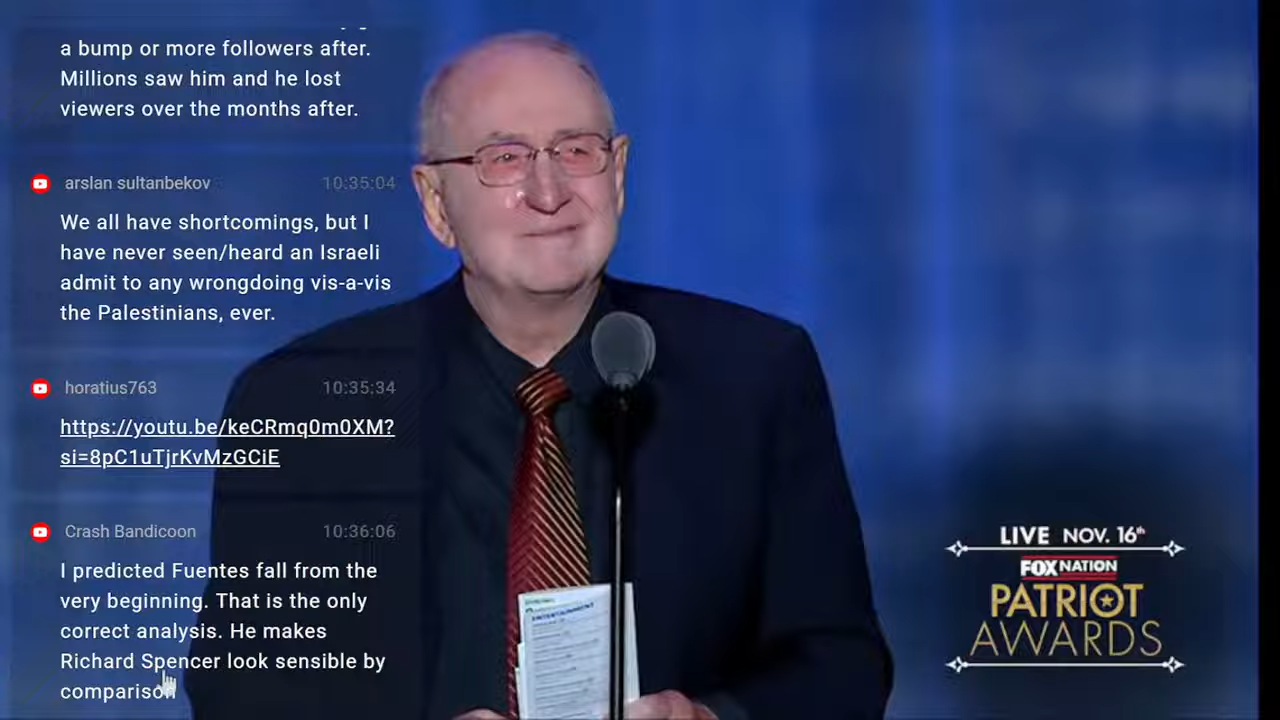 a bump or more followers after.
Millions saw him and he lost
viewers over the months after.
arslan sultanbekov 10:35:04
We all have shortcomings, but I
have never seen/heard an Israeli
admit to any wrongdoing vis-a-vis
the Palestinians, ever.
horatius763 10:35:34
https://youtu.be/keCRmq0m0XM?
si=8pC1uTjrKvMzGCiE
Crash Bandicoon 10:36:06
I predicted Fuentes fall from the
very beginning. That is the only
correct analysis. He makes
Richard Spencer look sensible by
comparison
ENTERTAINMENT
LIVE NOV. 16th
FOX NATION
PATRIOT
AWARDS